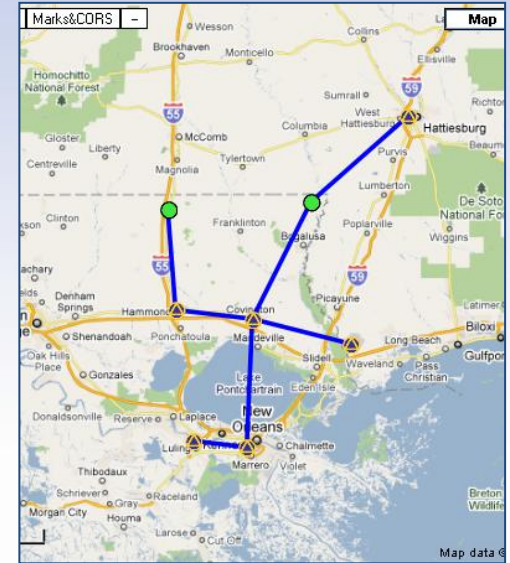 Marks&CORS
–
Map
Wesson
Brookhaven
Monticello
Collins
Ellisville
Homochitto
National Forest
59
Sumrall
West
Hattiesburg
Hattiesburg
Columbia
55
McComb
Gloster
Liberty
Centreville
Magnolia
Tylertown
Purvis
Lumberton
Clinton
Franklinton
Bogalusa
Poplarville
De Soto
Wiggins
55
59
Denham
Springs
Hammond
Covington
Picayune
Ponchatoula
Mandeville
Shenandoah
Oak Hills
Place
Gonzales
Slidell
Long Beach
Biloxi
Waveland
Pass
Christian
Gulfport
Lake
Pontchartrain
Eden Isle
Donaldsonville
Reserve
Laplace
New
Orleans
Luling
Chalmette
Marrero
Violet
Thibodaux
Schriever
Gray
Raceland
Morgan City
Houma
Larose
Cut Off
Breton
Map data ©